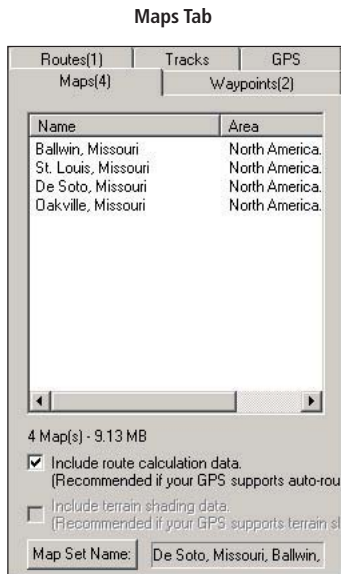 Maps Tab
Routes(1) Tracks GPS
Maps(4) Waypoints(2)
Name Area
Ballwin, Missouri North America.
St. Louis, Missouri North America.
De Soto, Missouri North America.
Oakville, Missouri North America.
4 Map(s) - 9.13 MB
Include route calculation data.
(Recommended if your GPS supports auto-rou
Include terrain shading data.
(Recommended if your GPS supports terrain sl
Map Set Name: De Soto, Missouri, Ballwin,